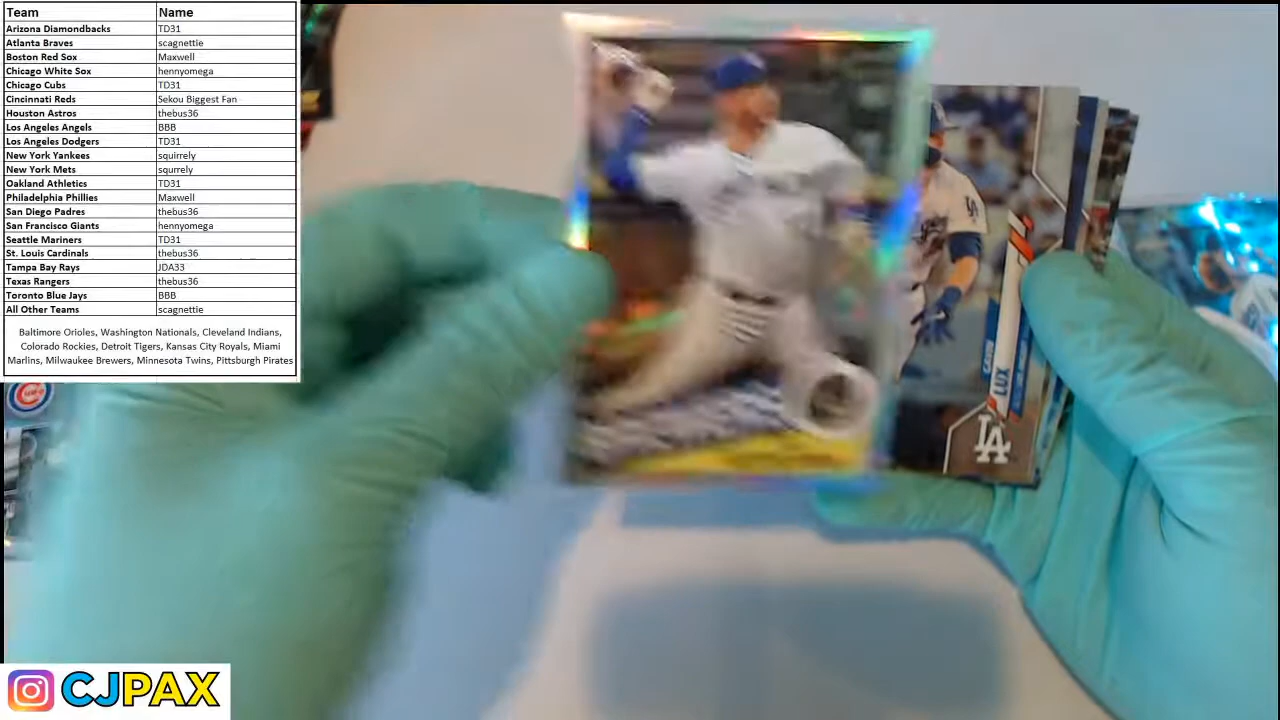 Team Name
Arizona Diamondbacks TD31
Atlanta Braves scagnettie
Boston Red Sox Maxwell
Chicago White Sox hennyomega
Chicago Cubs TD31
Cincinnati Reds Sekou Biggest Fan
Houston Astros thebus36
Los Angeles Angels BBB
Los Angeles Dodgers TD31
New York Yankees squirrely
New York Mets squrrely
Oakland Athletics TD31
Philadelphia Phillies Maxwell
San Diego Padres thebus36
San Francisco Giants hennyomega
Seattle Mariners TD31
St. Louis Cardinals thebus36
Tampa Bay Rays JDA33
Texas Rangers thebus36
Toronto Blue Jays BBB
All Other Teams scagnettie
Baltimore Orioles, Washington Nationals, Cleveland Indians,
Colorado Rockies, Detroit Tigers, Kansas City Royals, Miami
Marlins, Milwaukee Brewers, Minnesota Twins, Pittsburgh Pirates
GAVIN
LUX
LA
CJPAX